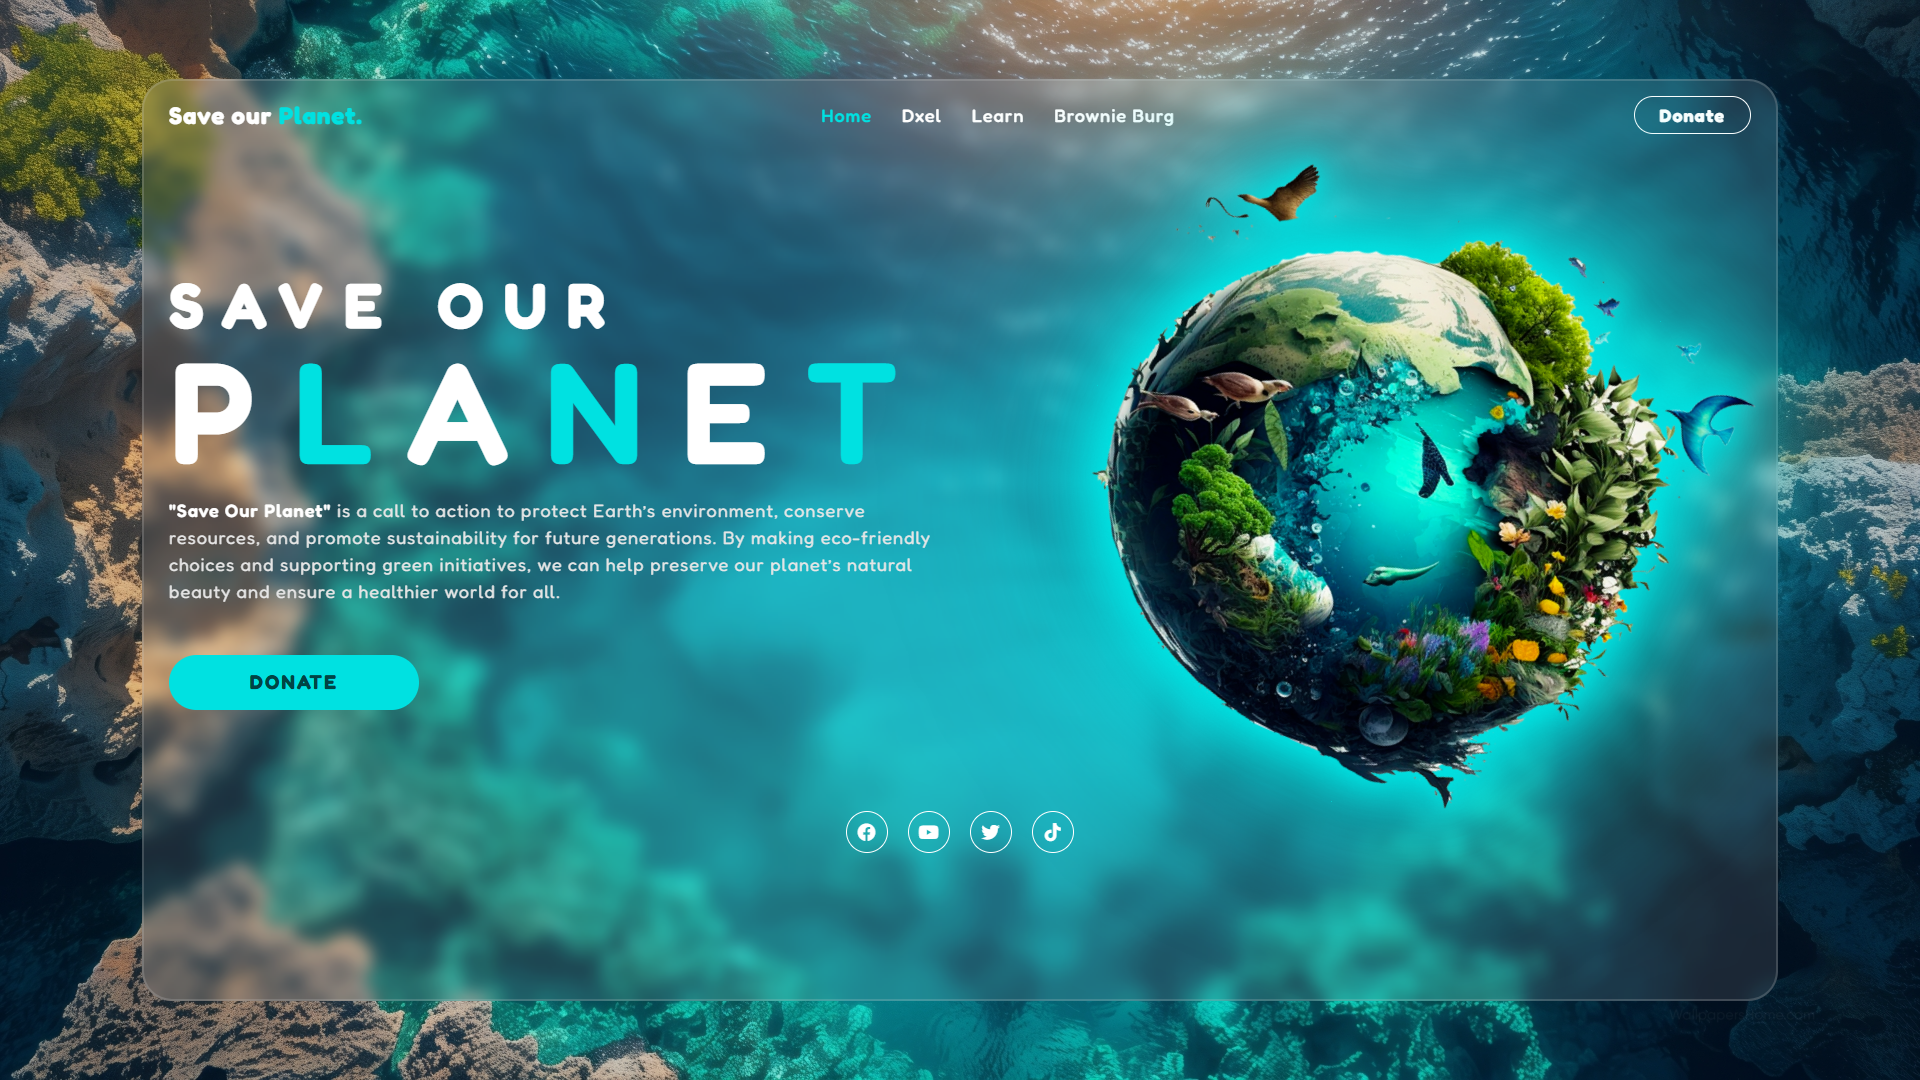 Save our Planet.
Home Dxel Learn Brownie Burg
Donate
SAVE OUR
PLANET
"Save Our Planet" is a call to action to protect Earth's environment, conserve
resources, and promote sustainability for future generations. By making eco-friendly
choices and supporting green initiatives, we can help preserve our planet's natural
beauty and ensure a healthier world for all.
DONATE